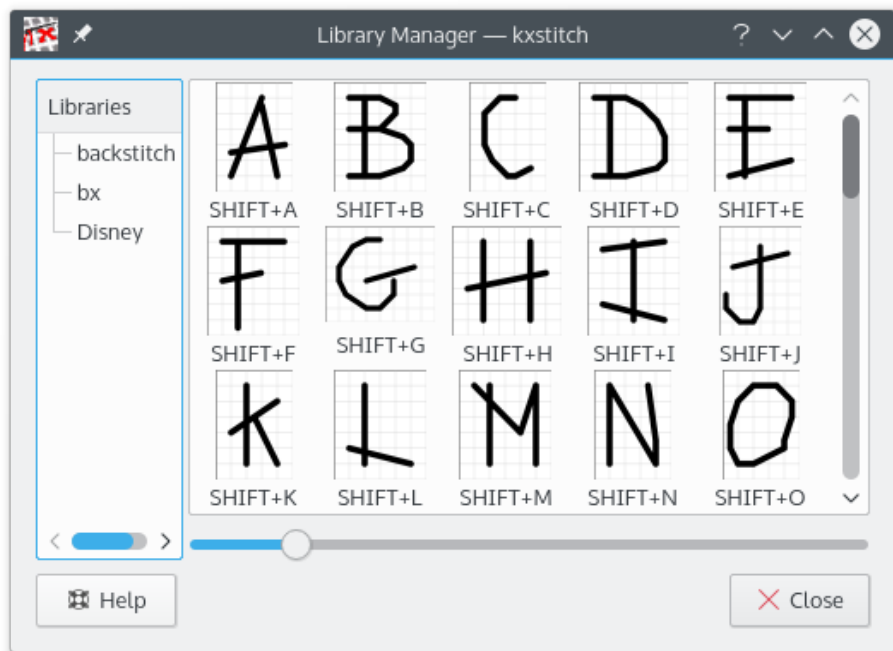 Library Manager — kxstitch
Libraries
backstitch
bx
Disney
A B C D E
SHIFT+A SHIFT+B SHIFT+C SHIFT+D SHIFT+E
F G H I J
SHIFT+F SHIFT+G SHIFT+H SHIFT+I SHIFT+J
K L M N O
SHIFT+K SHIFT+L SHIFT+M SHIFT+N SHIFT+O
Help
Close